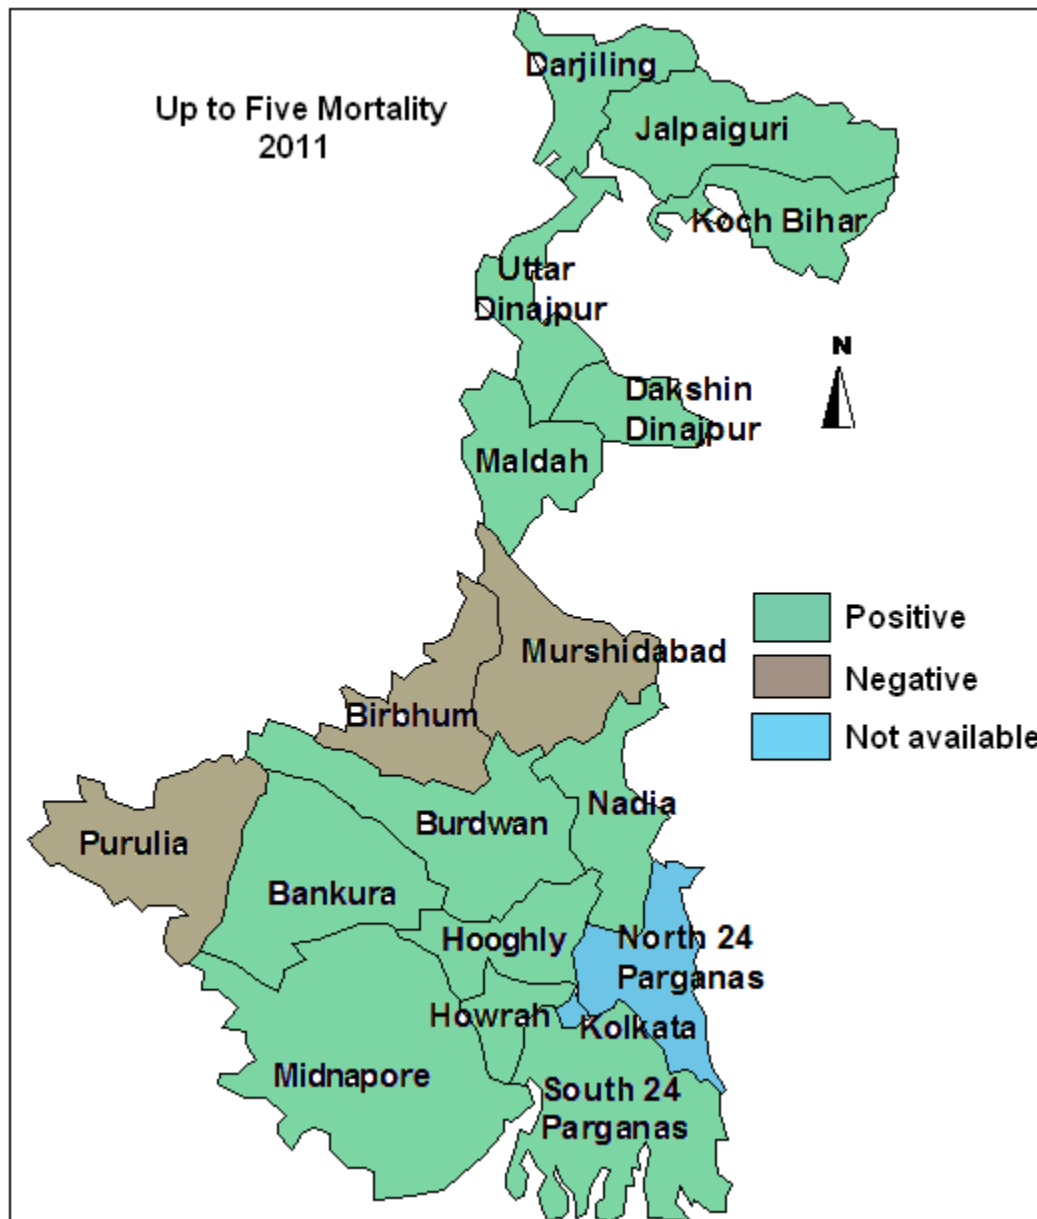 Up to Five Mortality
2011
Darjiling
Jalpaiguri
Koch Bihar
Uttar
Dinajpur
N
Dakshin
Dinajpur
Maldah
Positive
Murshidabad
Negative
Birbhum
Not available
Nadia
Burdwan
Purulia
Bankura
Hooghly
North 24
Parganas
Howrah
Kolkata
Midnapore
South 24
Parganas